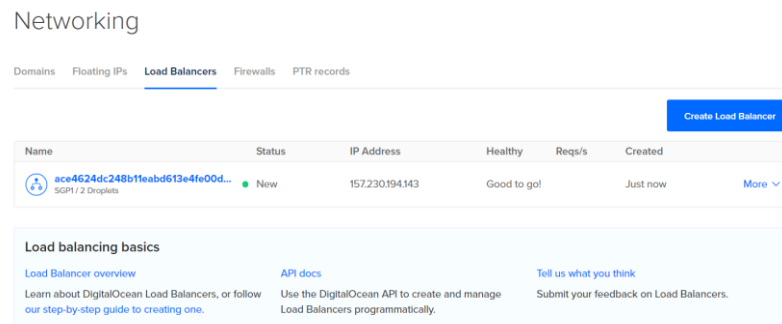 Networking
Domains Floating IPs Load Balancers Firewalls PTR records
Create Load Balancer
Name Status IP Address Healthy Reqs/s Created
ace4624dc248b11eabd613e4fe00d... New 157.230.194.143 Good to go! Just now More
SGP1 / 2 Droplets
Load balancing basics
Load Balancer overview API docs Tell us what you think
Learn about DigitalOcean Load Balancers, or follow Use the DigitalOcean API to create and manage Submit your feedback on Load Balancers.
our step-by-step guide to creating one. Load Balancers programmatically.